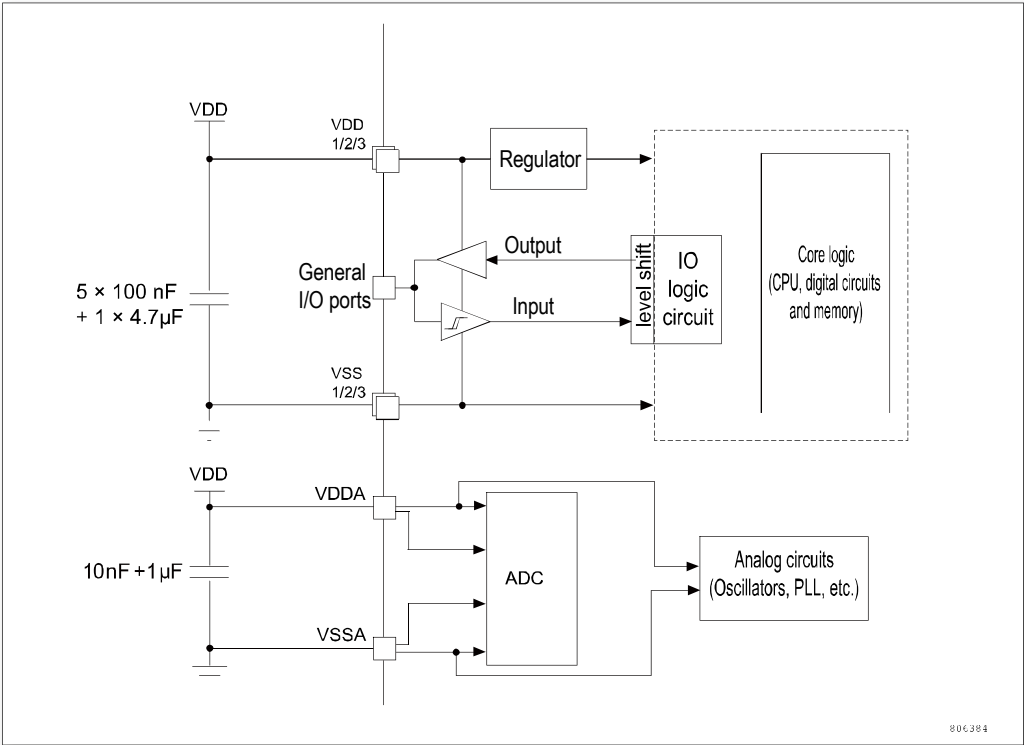 VDD
VDD
1/2/3
Regulator
Output
level shift
IO
logic
circuit
Core logic
(CPU, digital circuits
and memory)
General
I/O ports
5 × 100 nF
+ 1 × 4.7µF
Input
VSS
1/2/3
VDD
VDDA
10nF +1µF
ADC
Analog circuits
(Oscillators, PLL, etc.)
VSSA
806384